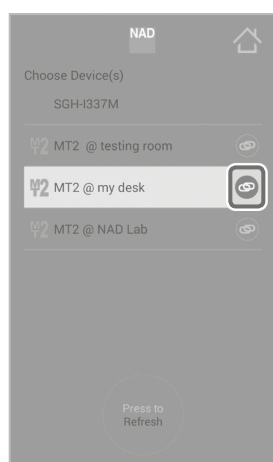 NAD
Choose Device(s)
SGH-I337M
MT2 @ testing room
MT2 @ my desk
MT2 @ NAD Lab
Press to
Refresh